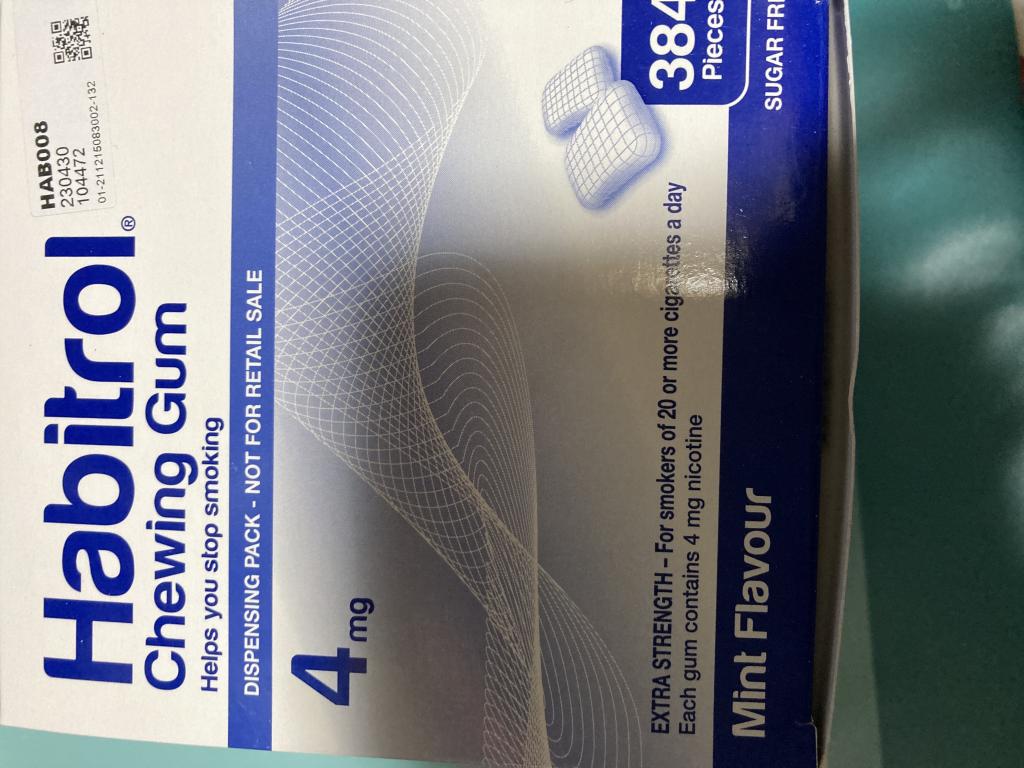 HAB008
230430
104472
01-211215083002-132
Habitrol®
Chewing Gum
Helps you stop smoking
DISPENSING PACK - NOT FOR RETAIL SALE
4 mg
384
Pieces
EXTRA STRENGTH – For smokers of 20 or more cigarettes a day
Each gum contains 4 mg nicotine
Mint Flavour
SUGAR